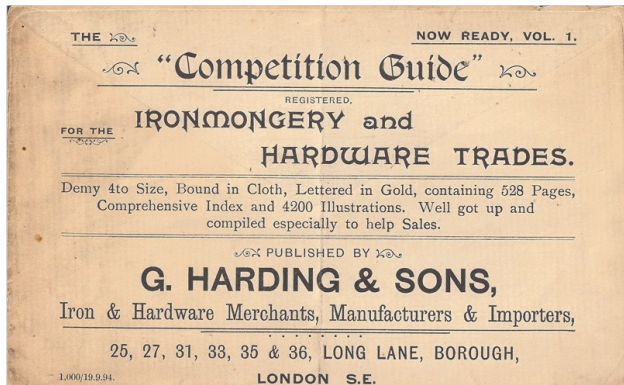 THE
NOW READY, VOL. 1.
"Competition Guide"
REGISTERED,
FOR THE
IRONMONGERY and
HARDWARE TRADES.
Demy 4to Size, Bound in Cloth, Lettered in Gold, containing 528 Pages,
Comprehensive Index and 4200 Illustrations. Well got up and
compiled especially to help Sales.
PUBLISHED BY
G. HARDING & SONS,
Iron & Hardware Merchants, Manufacturers & Importers,
25, 27, 31, 33, 35 & 36, LONG LANE, BOROUGH,
1,000/19.9.94.
LONDON S.E.